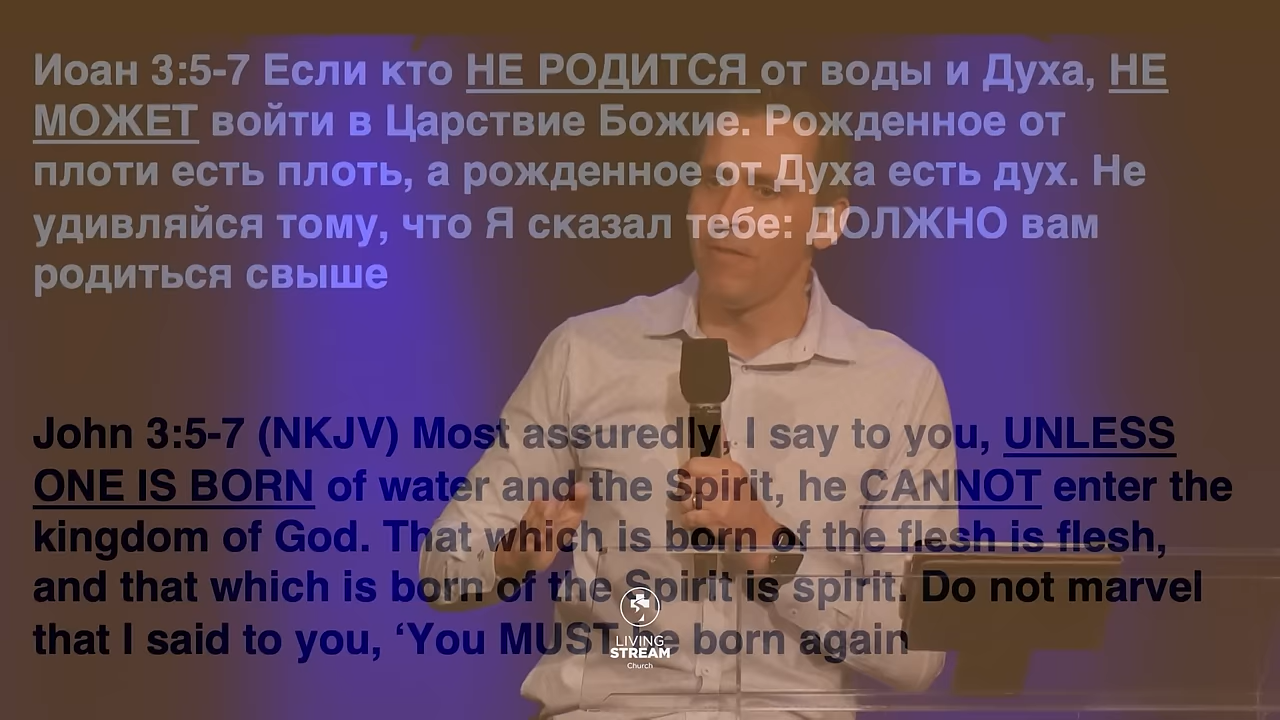 Иоан 3:5-7 Если кто НЕ РОДИТСЯ от воды и Духа, НЕ
МОЖЕТ войти в Царствие Божие. Рожденное от
плоти есть плоть, а рожденное от Духа есть дух. Не
удивляйся тому, что Я сказал тебе: ДОЛЖНО вам
родиться свыше
John 3:5-7 (NKJV) Most assuredly, I say to you, UNLESS
ONE IS BORN of water and the Spirit, he CANNOT enter the
kingdom of God. That which is born of the flesh is flesh,
and that which is born of the Spirit is spirit. Do not marvel
that I said to you, ‘You MUST be born again
LIVING
STREAM
Church